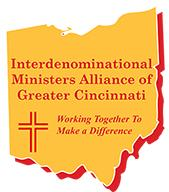 Interdenominational
Ministers Alliance of
Greater Cincinnati
Working Together To
Make a Difference